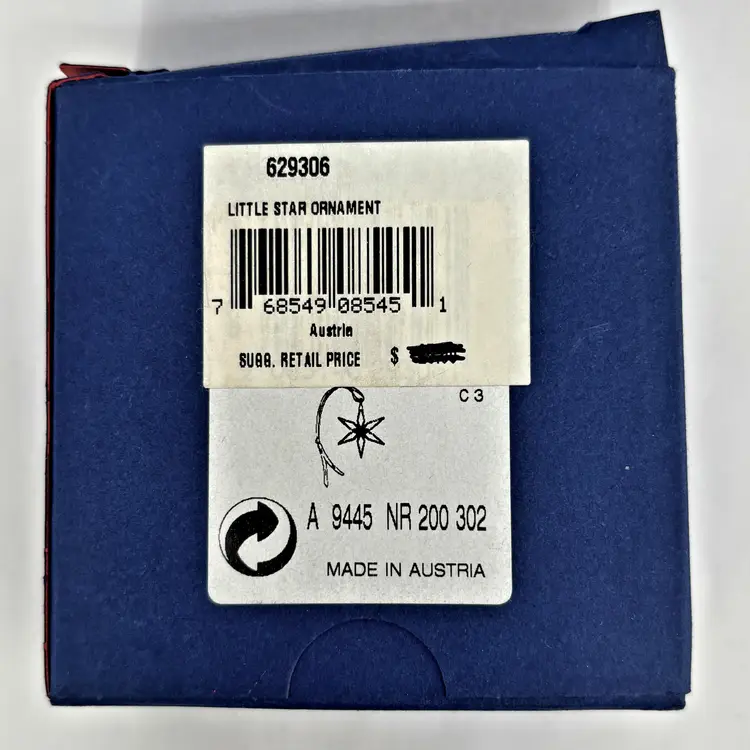 629306
LITTLE STAR ORNAMENT
7 68549 08545 1
Austria
SUGG. RETAIL PRICE $
C 3
A 9445 NR 200 302
MADE IN AUSTRIA